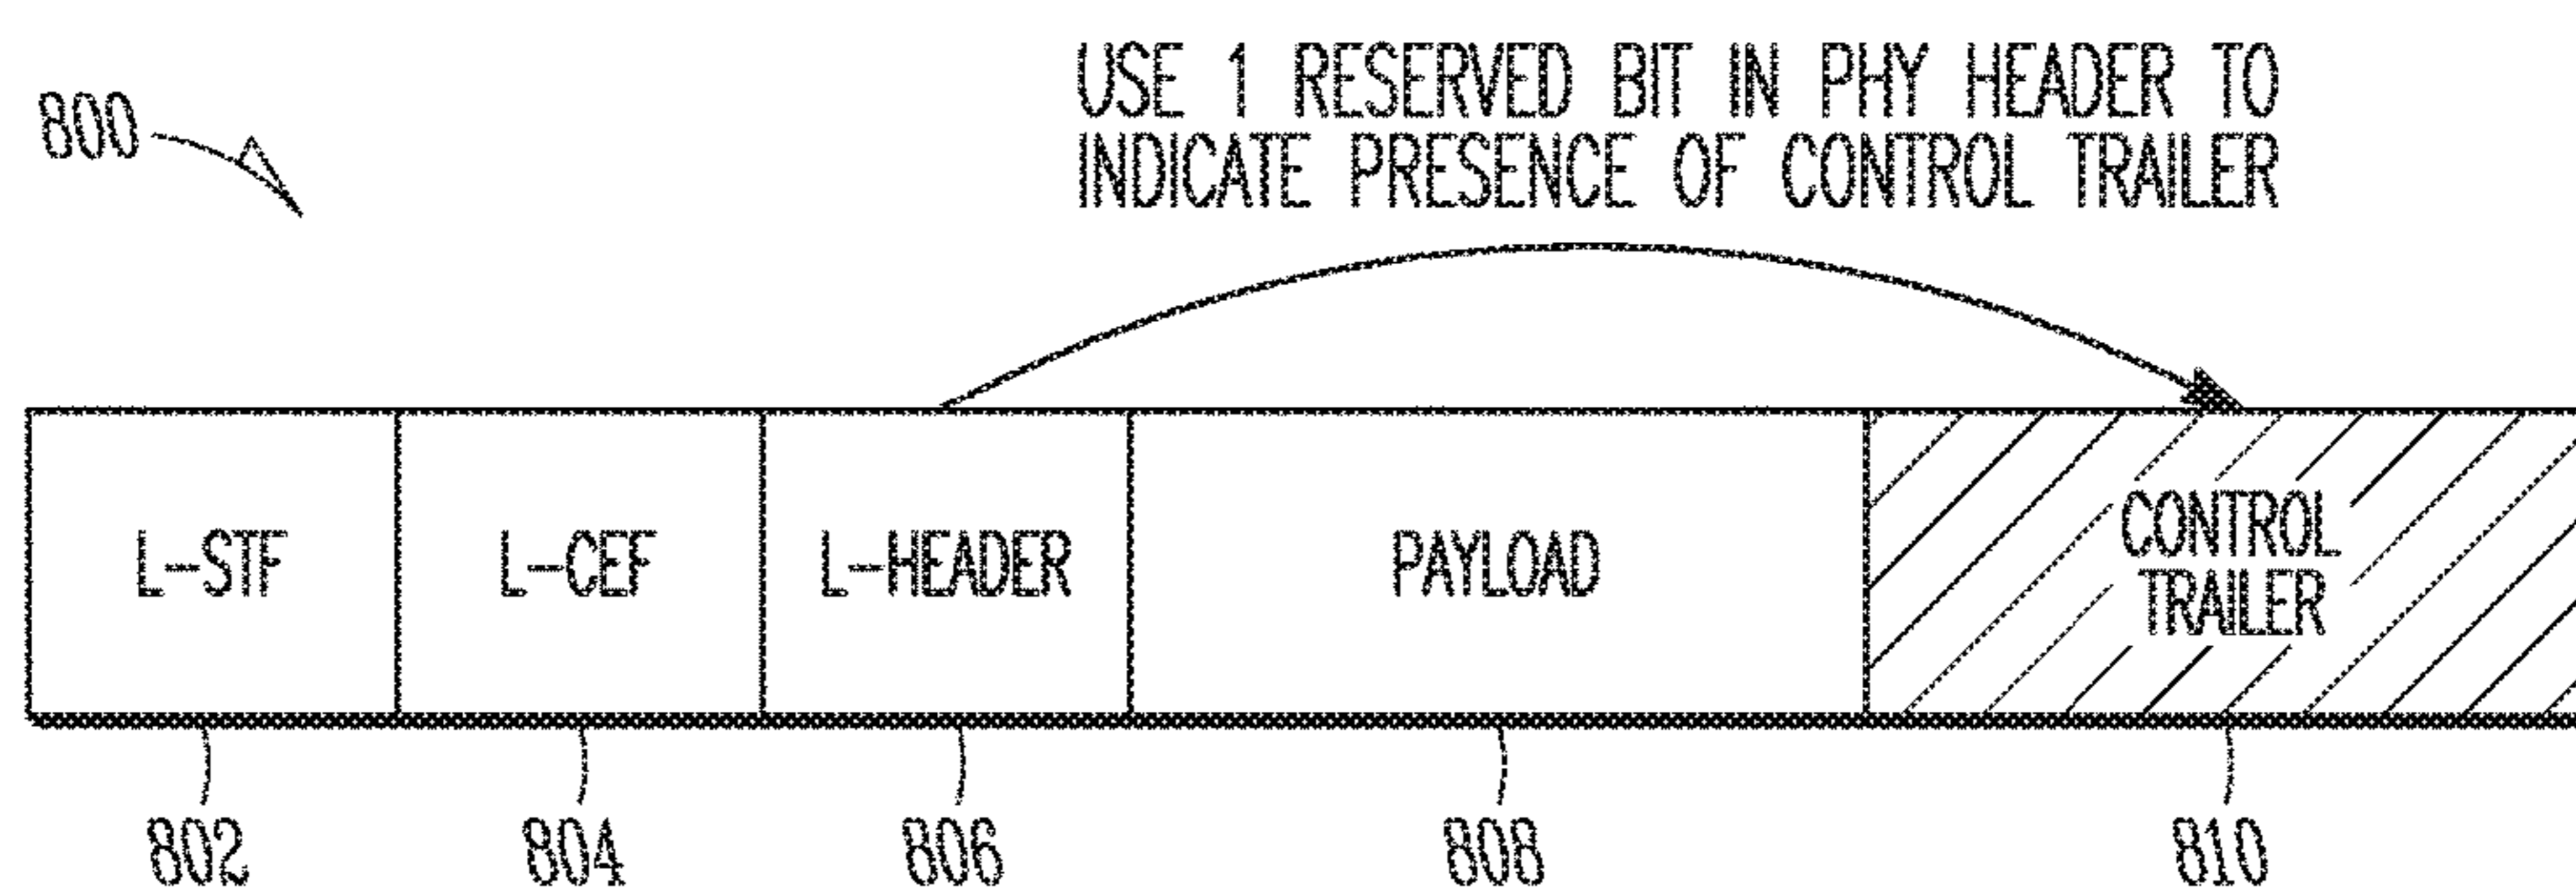 USE 1 RESERVED BIT IN PHY HEADER TO
INDICATE PRESENCE OF CONTROL TRAILER
800
L-STF
L-CEF
L-HEADER
PAYLOAD
CONTROL
TRAILER
802
804
806
808
810